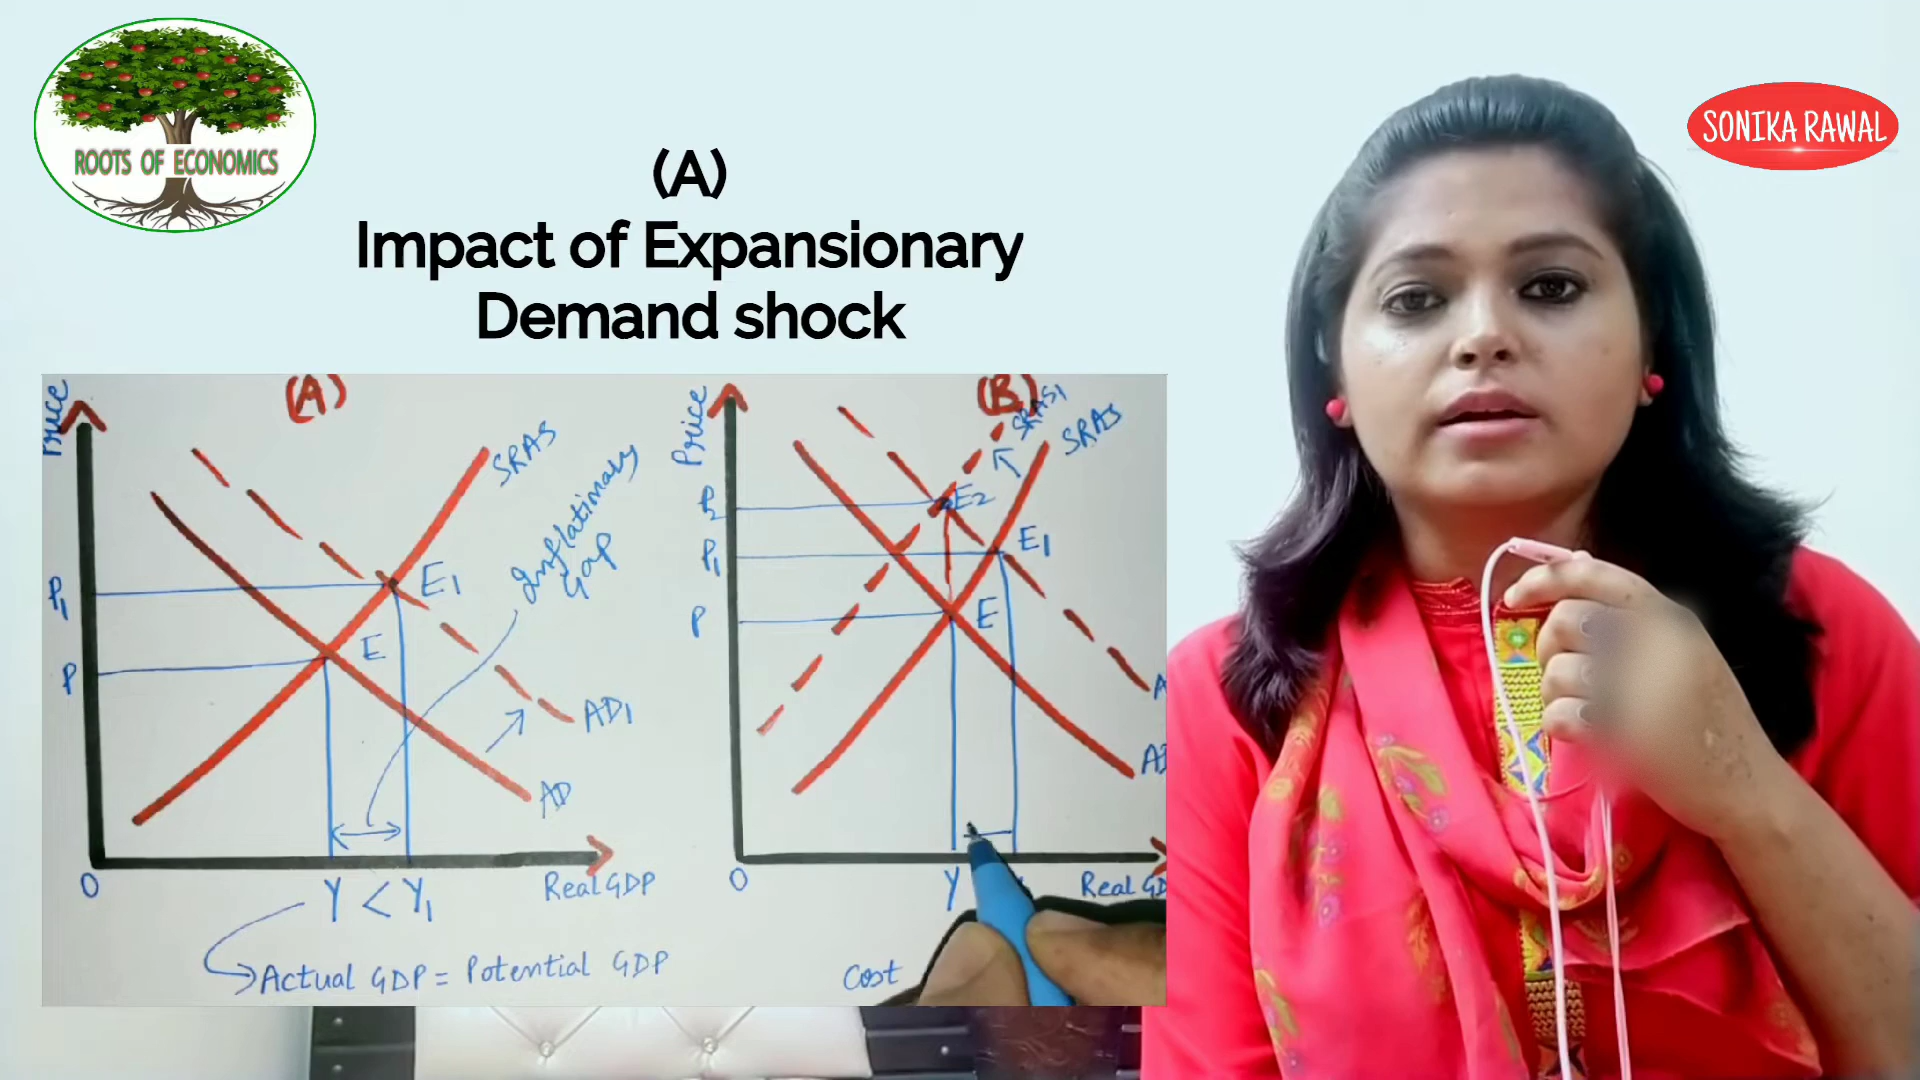 ROOTS OF ECONOMICS
SONIKA RAWAL
(A)
Impact of Expansionary
Demand shock
(A)
Price
SRAS
Inflationary
Gap
P1
E1
E
P
AD1
AD
O
Y < Y1
Real GDP
Actual GDP = Potential GDP
(B)
Price
SRAS1
SRAS
P2
E2
P1
E1
P
E
O
Y
Real GD
Cost